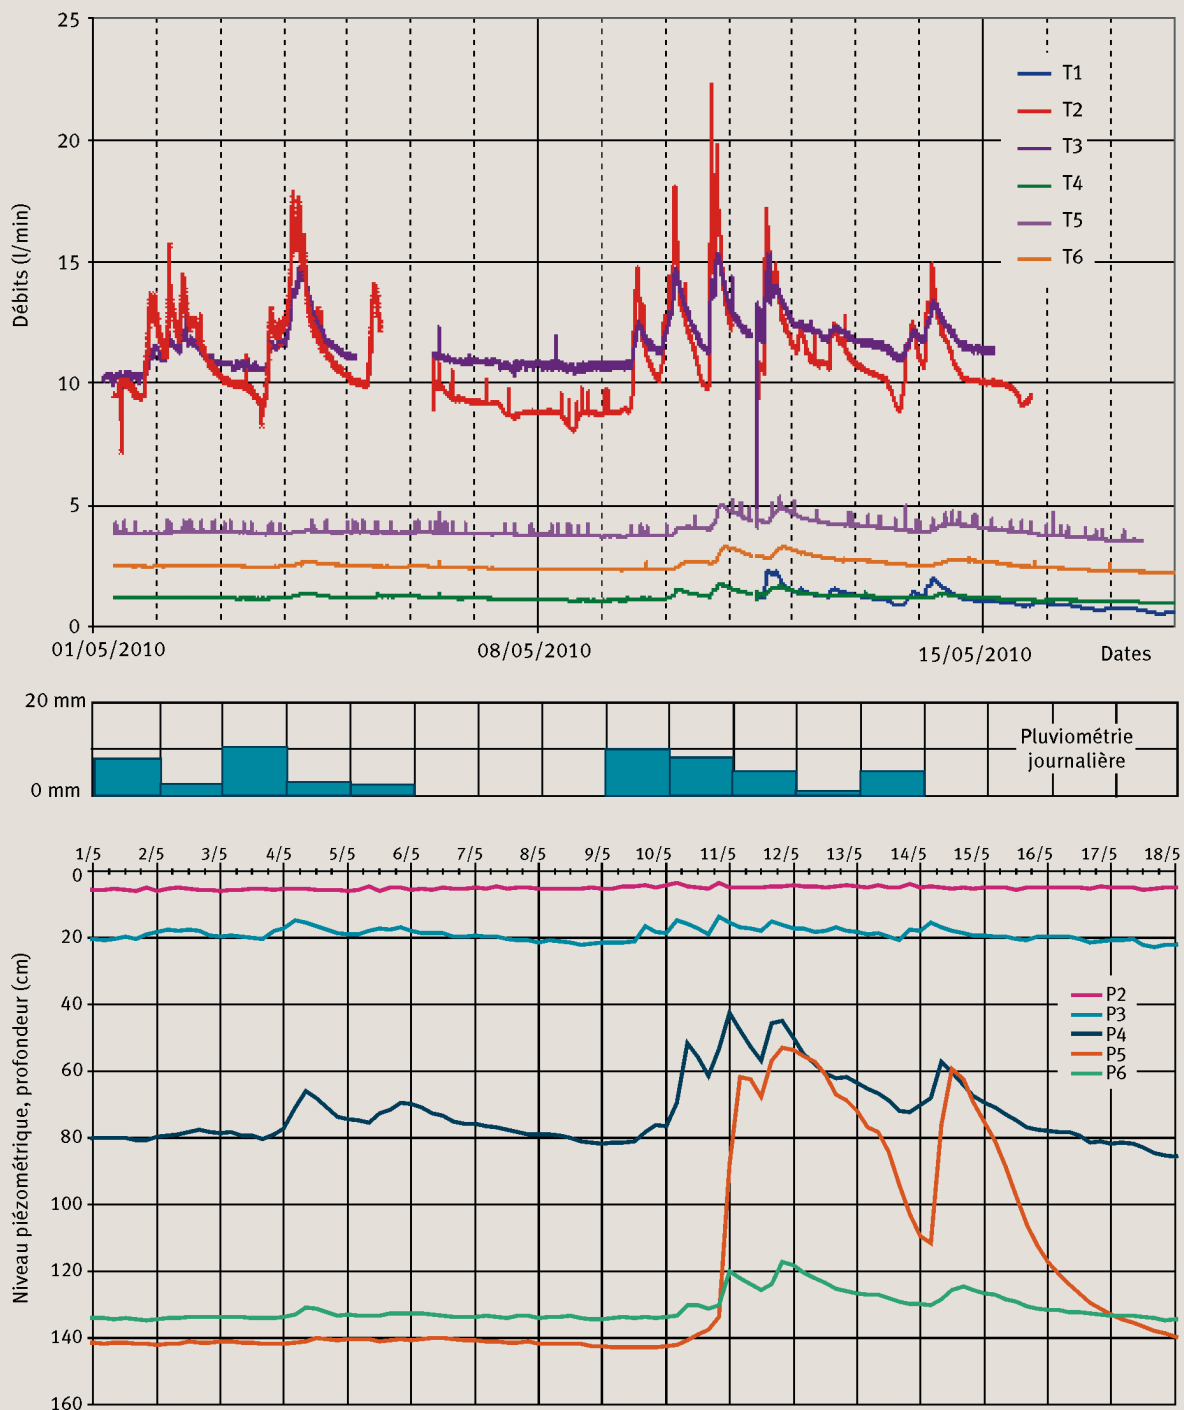 25
20
15
10
5
0
Débits (l/min)
T1
T2
T3
T4
T5
T6
01/05/2010
08/05/2010
15/05/2010
Dates
20 mm
0 mm
Pluviométrie
journalière
1/5 2/5 3/5 4/5 5/5 6/5 7/5 8/5 9/5 10/5 11/5 12/5 13/5 14/5 15/5 16/5 17/5 18/5
0
20
40
60
80
100
120
140
160
Niveau piézométrique, profondeur (cm)
P2
P3
P4
P5
P6